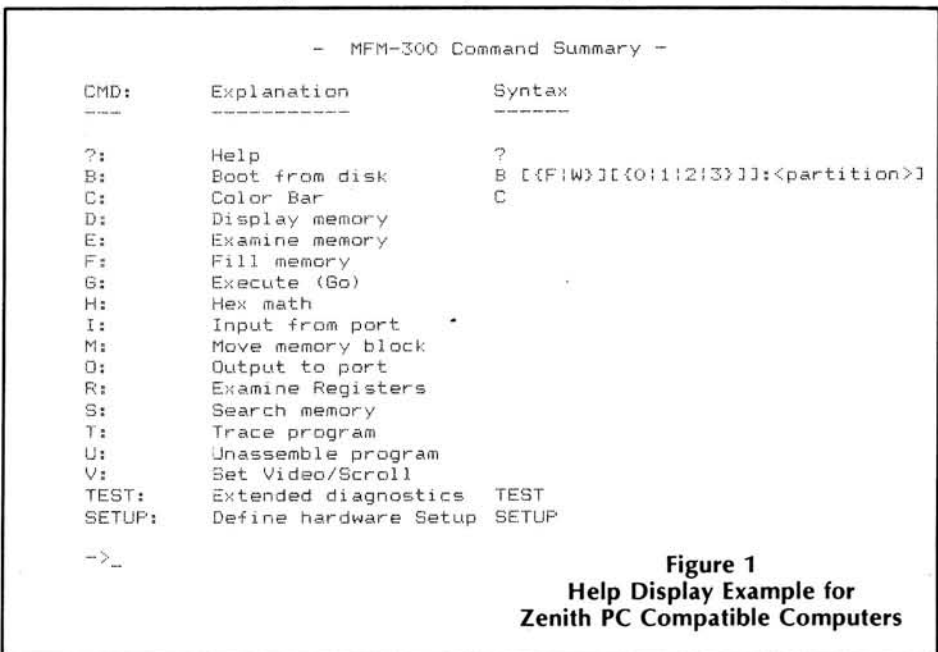 - MFM-300 Command Summary -
CMD: Explanation Syntax
--- ----------- ------
?: Help ?
B: Boot from disk B [{F|W}][{0|1|2|3}]]:<partition>]
C: Color Bar C
D: Display memory
E: Examine memory
F: Fill memory
G: Execute (Go)
H: Hex math
I: Input from port
M: Move memory block
O: Output to port
R: Examine Registers
S: Search memory
T: Trace program
U: Unassemble program
V: Set Video/Scroll
TEST: Extended diagnostics TEST
SETUP: Define hardware Setup SETUP
->_
Figure 1
Help Display Example for
Zenith PC Compatible Computers